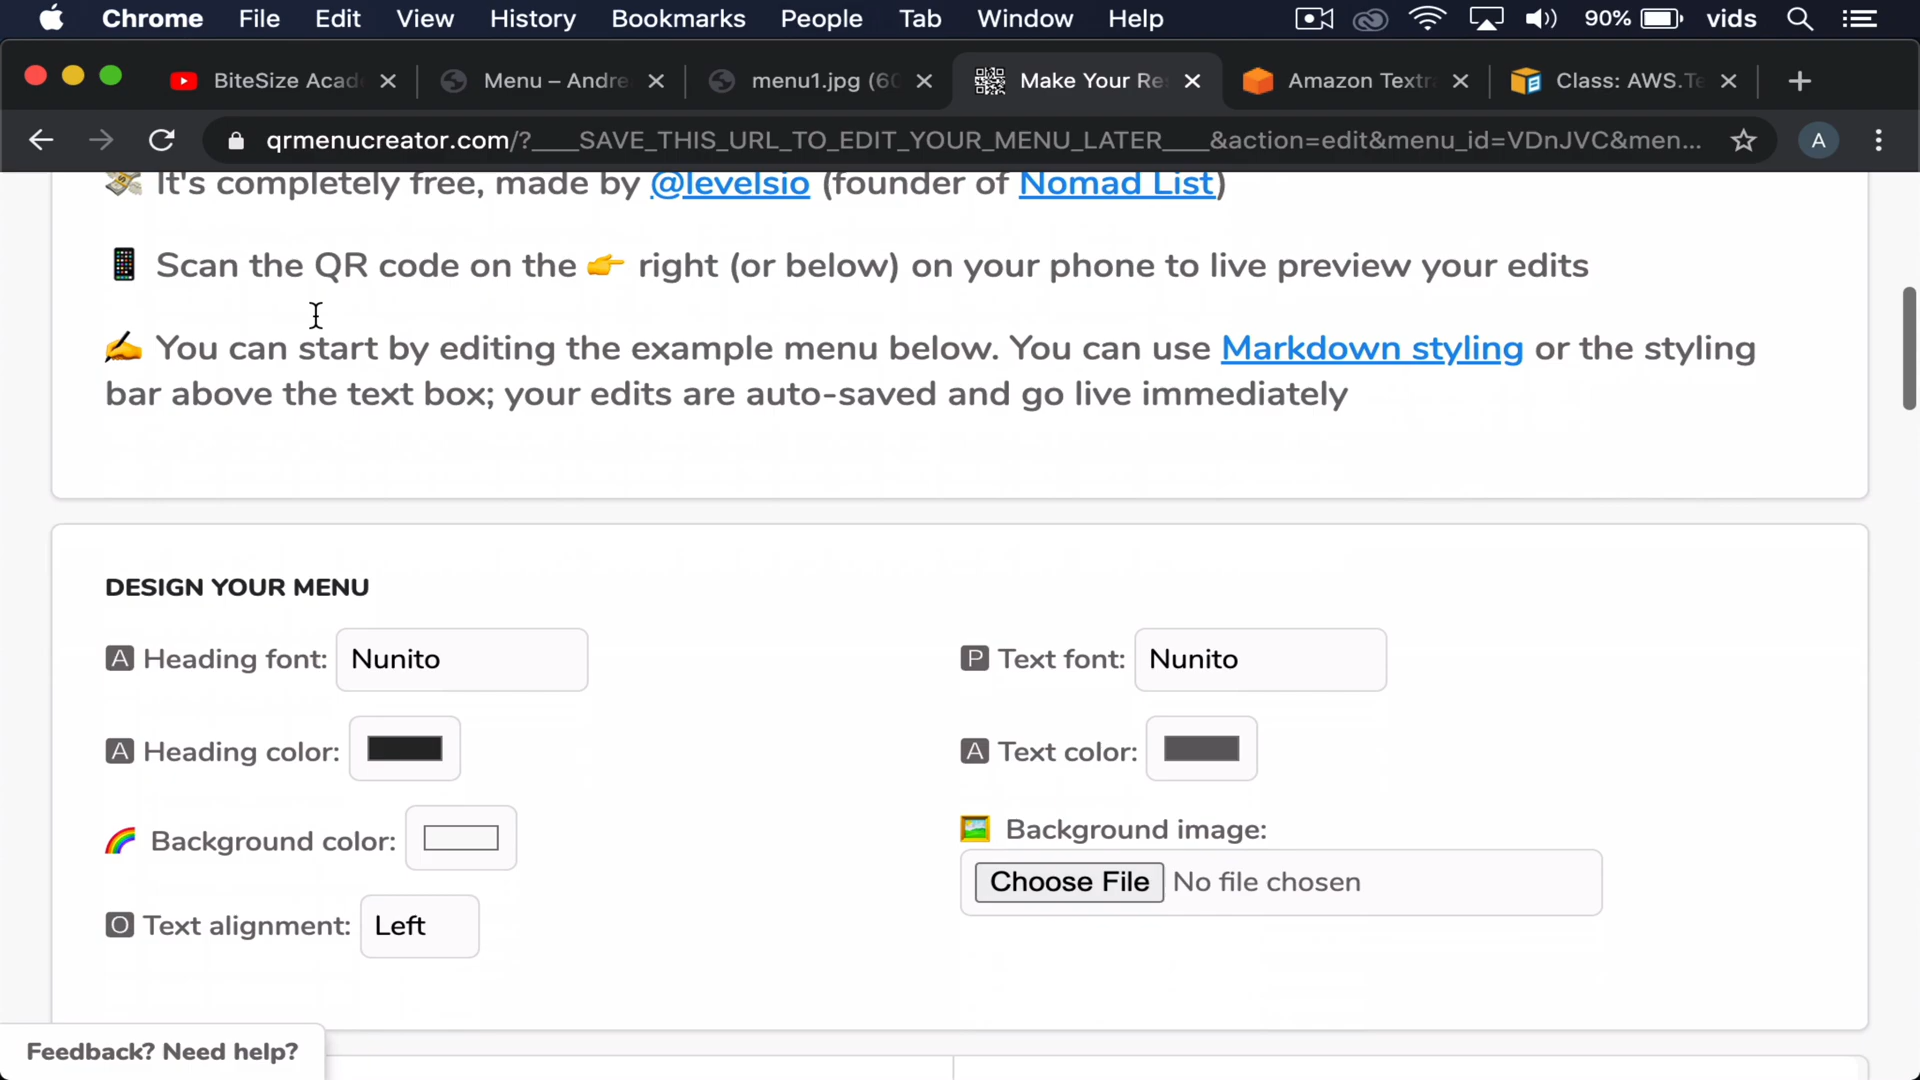 Chrome File Edit View History Bookmarks People Tab Window Help 90% vids
BiteSize Acad Menu – Andre menu1.jpg (60 Make Your Re Amazon Textr Class: AWS.Te
qrmenucreator.com/?____SAVE_THIS_URL_TO_EDIT_YOUR_MENU_LATER____&action=edit&menu_id=VDnJVC&men... A
It's completely free, made by @levelsio (founder of Nomad List)
Scan the QR code on the 👉 right (or below) on your phone to live preview your edits
You can start by editing the example menu below. You can use Markdown styling or the styling
bar above the text box; your edits are auto-saved and go live immediately
DESIGN YOUR MENU
A Heading font: Nunito P Text font: Nunito
A Heading color: A Text color:
Background color: Background image:
Choose File No file chosen
O Text alignment: Left
Feedback? Need help?